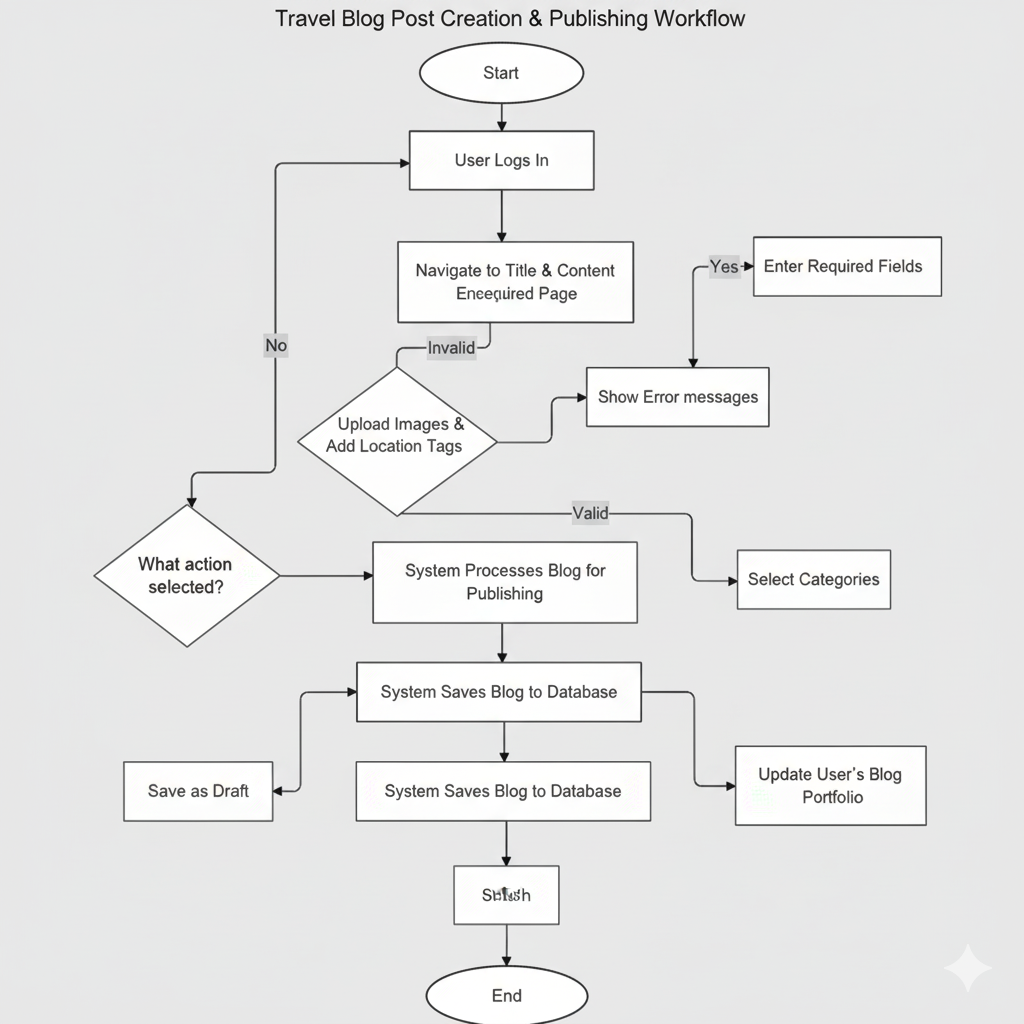 Travel Blog Post Creation & Publishing Workflow
Start
User Logs In
Navigate to Title & Content
Page
Yes
Enter Required Fields
No
Invalid
Show Error messages
Upload Images &
Add Location Tags
Valid
What action
selected?
System Processes Blog for
Publishing
Select Categories
System Saves Blog to Database
Save as Draft
System Saves Blog to Database
Update User's Blog
Portfolio
End